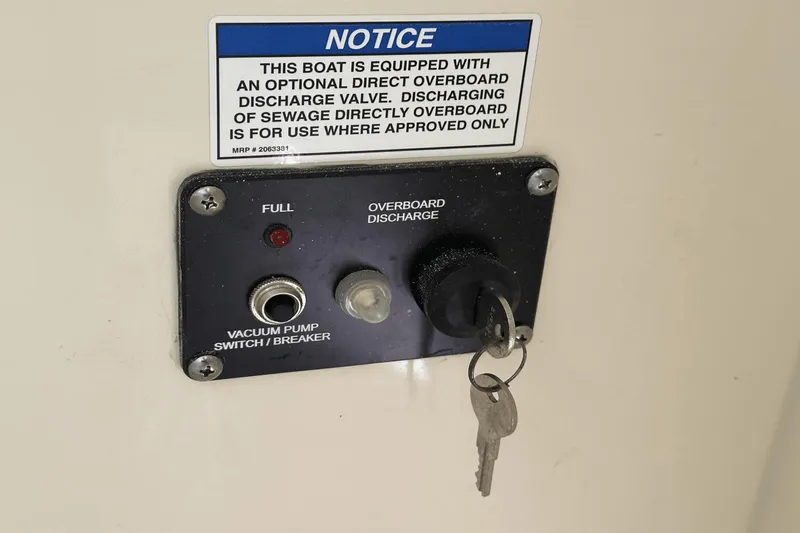 NOTICE
THIS BOAT IS EQUIPPED WITH
AN OPTIONAL DIRECT OVERBOARD
DISCHARGE VALVE. DISCHARGING
OF SEWAGE DIRECTLY OVERBOARD
IS FOR USE WHERE APPROVED ONLY
MRP # 2063381
FULL
OVERBOARD
DISCHARGE
VACUUM PUMP
SWITCH / BREAKER